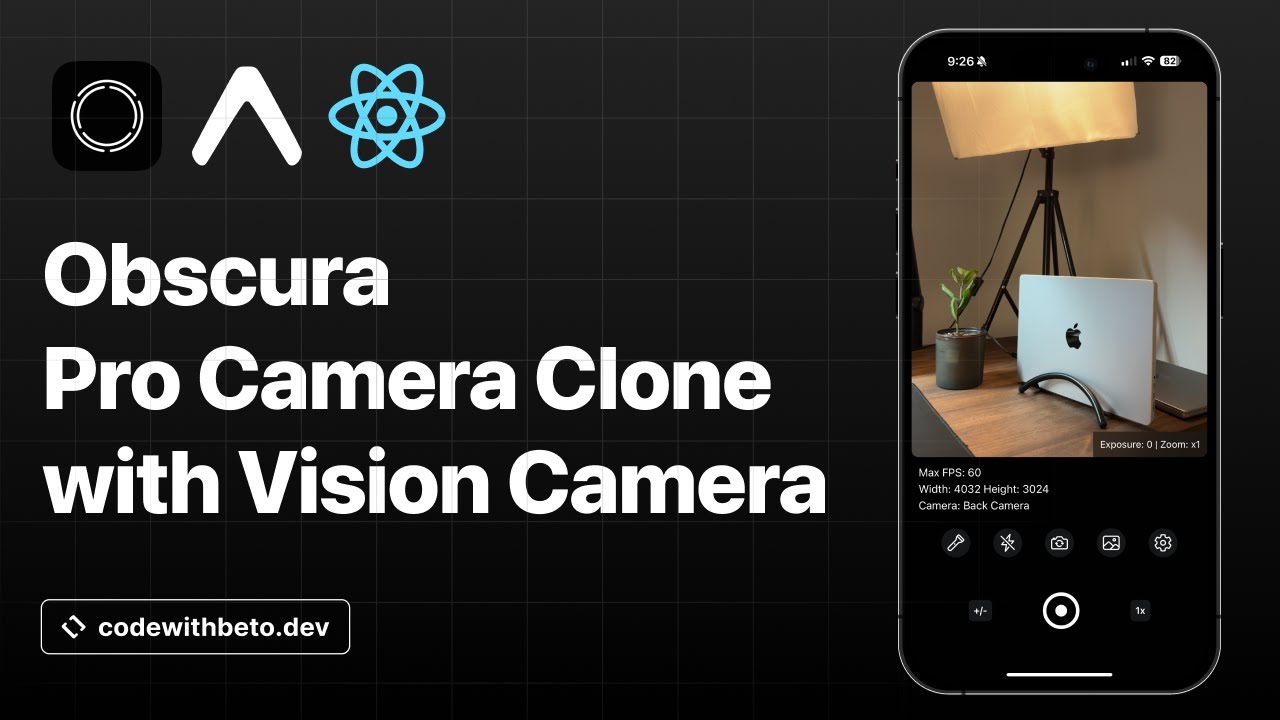 Obscura
Pro Camera Clone
with Vision Camera
codewithbeto.dev
9:26
82
Exposure: 0 | Zoom: x1
Max FPS: 60
Width: 4032 Height: 3024
Camera: Back Camera
+/-
1x